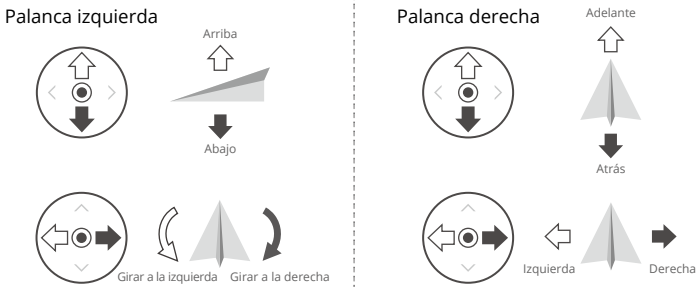 Palanca izquierda
Arriba
Abajo
Girar a la izquierda
Girar a la derecha
Palanca derecha
Adelante
Atrás
Izquierda
Derecha